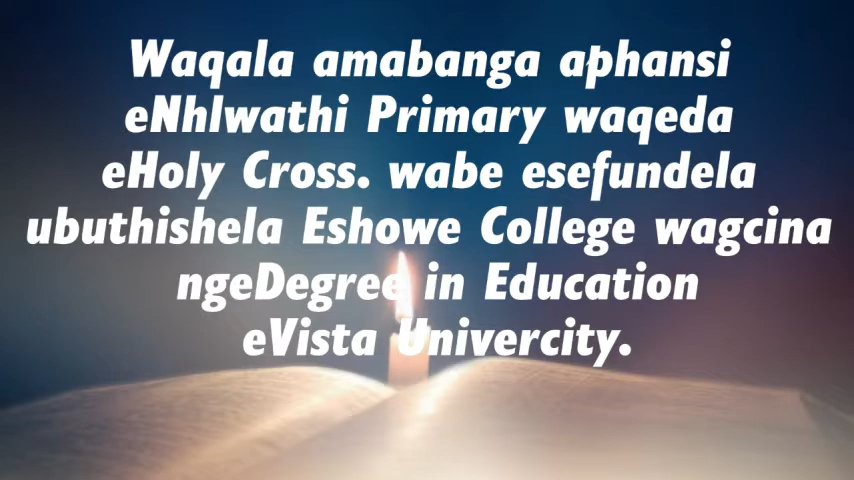 Waqala amabanga aphansi
eNhlwathi Primary waqeda
eHoly Cross. wabe esefundela
ubuthishela Eshowe College wagcina
ngeDegree in Education
eVista Univercity.